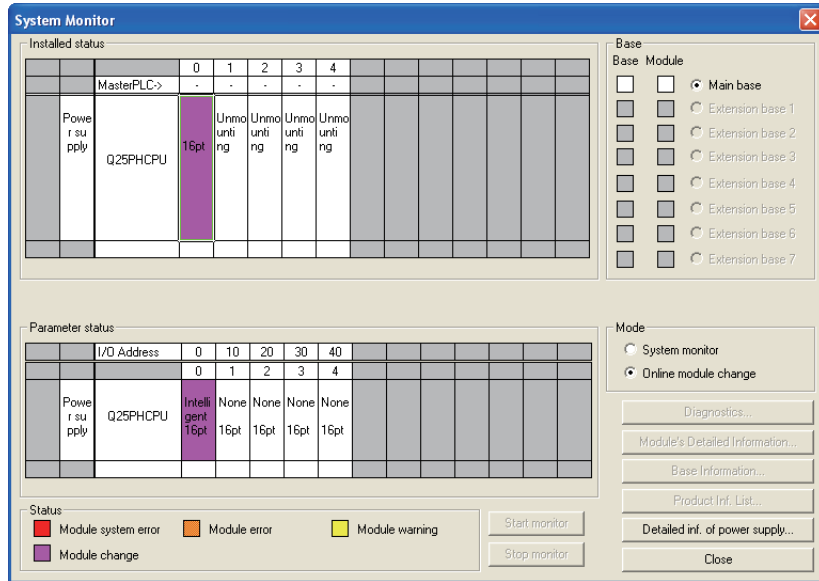 System Monitor
Installed status
0 1 2 3 4
MasterPLC-> - - - - -
Powe
r su
pply
Q25PHCPU
16pt
Unmo
unti
ng
Unmo
unti
ng
Unmo
unti
ng
Unmo
unti
ng
Base
Base Module
Main base
Extension base 1
Extension base 2
Extension base 3
Extension base 4
Extension base 5
Extension base 6
Extension base 7
Parameter status
I/O Address 0 10 20 30 40
0 1 2 3 4
Powe
r su
pply
Q25PHCPU
Intelli
gent
16pt
None
16pt
None
16pt
None
16pt
None
16pt
Mode
System monitor
Online module change
Diagnostics...
Module's Detailed Information...
Base Information...
Product Inf. List...
Detailed inf. of power supply...
Close
Status
Module system error
Module error
Module warning
Module change
Start monitor
Stop monitor